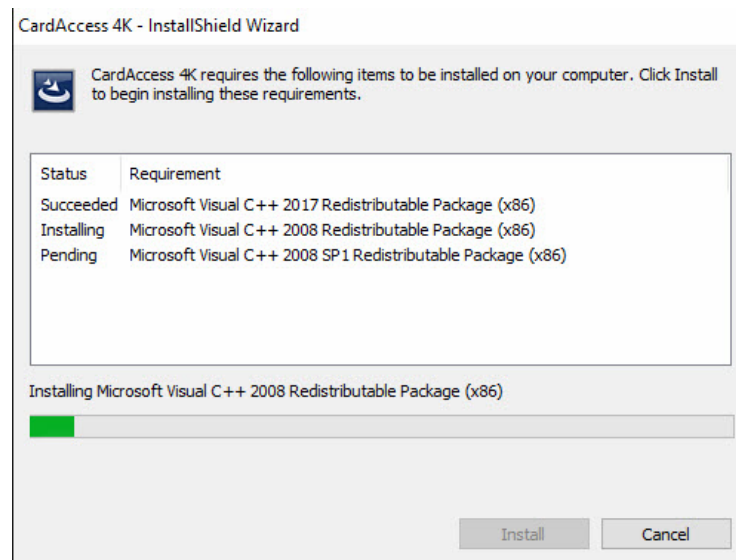 CardAccess 4K - InstallShield Wizard
CardAccess 4K requires the following items to be installed on your computer. Click Install
to begin installing these requirements.
Status Requirement
Succeeded Microsoft Visual C++ 2017 Redistributable Package (x86)
Installing Microsoft Visual C++ 2008 Redistributable Package (x86)
Pending Microsoft Visual C++ 2008 SP1 Redistributable Package (x86)
Installing Microsoft Visual C++ 2008 Redistributable Package (x86)
Install Cancel